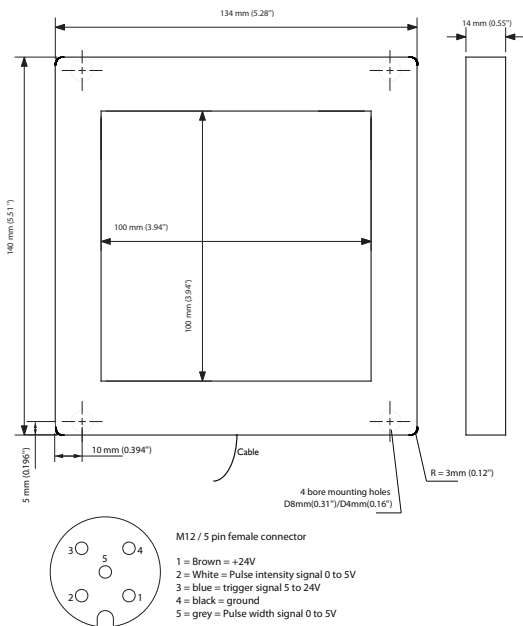 134 mm (5.28")
14 mm (0.55")
140 mm (5.51")
100 mm (3.94")
100 mm (3.94")
5 mm (0.196")
10 mm (0.394")
Cable
R = 3mm (0.12")
4 bore mounting holes
D8mm(0.31")/D4mm(0.16")
M12 / 5 pin female connector
3
4
5
2
1
1 = Brown = +24V
2 = White = Pulse intensity signal 0 to 5V
3 = blue = trigger signal 5 to 24V
4 = black = ground
5 = grey = Pulse width signal 0 to 5V